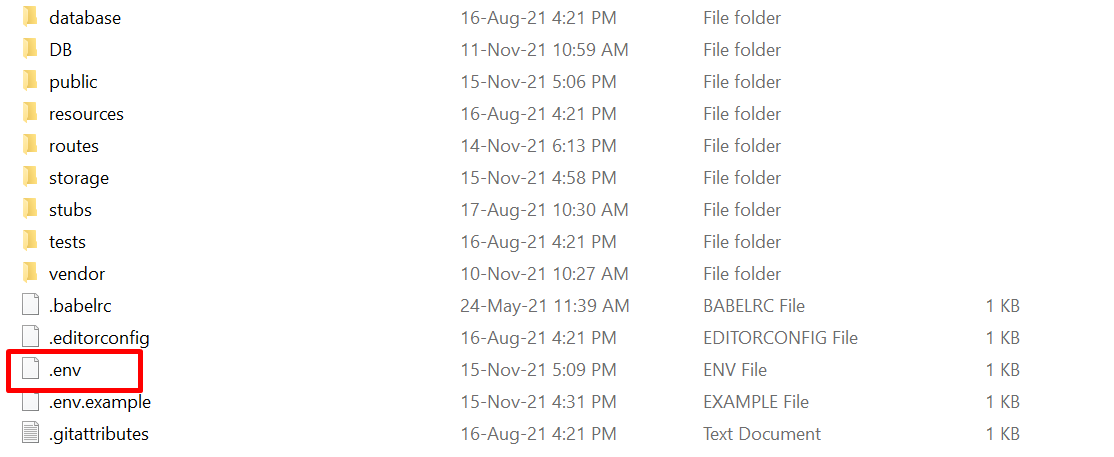 database 16-Aug-21 4:21 PM File folder
DB 11-Nov-21 10:59 AM File folder
public 15-Nov-21 5:06 PM File folder
resources 16-Aug-21 4:21 PM File folder
routes 14-Nov-21 6:13 PM File folder
storage 15-Nov-21 4:58 PM File folder
stubs 17-Aug-21 10:30 AM File folder
tests 16-Aug-21 4:21 PM File folder
vendor 10-Nov-21 10:27 AM File folder
.babelrc 24-May-21 11:39 AM BABELRC File 1 KB
.editorconfig 16-Aug-21 4:21 PM EDITORCONFIG File 1 KB
.env 15-Nov-21 5:09 PM ENV File 1 KB
.env.example 15-Nov-21 4:31 PM EXAMPLE File 1 KB
.gitattributes 16-Aug-21 4:21 PM Text Document 1 KB